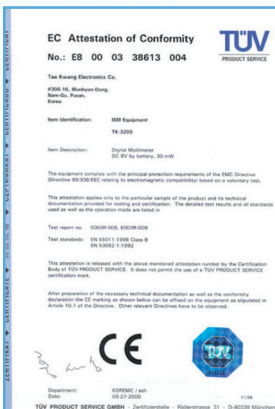 EC Attestation of Conformity
TÜV
PRODUCT SERVICE
No.: E8 00 03 38613 004
Tae Kwang Electronics Co.
#306-16, Munhyon-Dong,
Nam-Gu, Pusan,
Korea
Item Identification: ISM Equipment
TK-3205
Item Description: Digital Multimeter
DC 9V by battery, 30 mW
The equipment complies with the principal protection requirements of the EMC Directive
(Directive 89/336/EEC relating to electromagnetic compatibility) based on a voluntary test.
This attestation applies only to the particular sample of the product and its technical
documentation provided for testing and certification. The detailed test results and all standards
used as well as the operation mode are listed in
Test report no. E003R-008, E003R-009
Test standards: EN 55011:1998 Class B
EN 50082-1:1992
This attestation is released with the above mentioned attestation number by the Certification
Body of TÜV PRODUCT SERVICE. It does not permit the use of a TÜV PRODUCT SERVICE
certification mark.
After preparation of the necessary technical documentation as well as the conformity
declaration the CE marking as shown below can be affixed on the equipment as stipulated in
Article 10.1 of the Directive. Other relevant Directives have to be observed.
CE
TÜV
Department: KOREMC / esh
Date: 03-27-2000
11/98
TÜV PRODUCT SERVICE GMBH - Zertifizierstelle - Ridlerstrasse 31 - D-80339 München